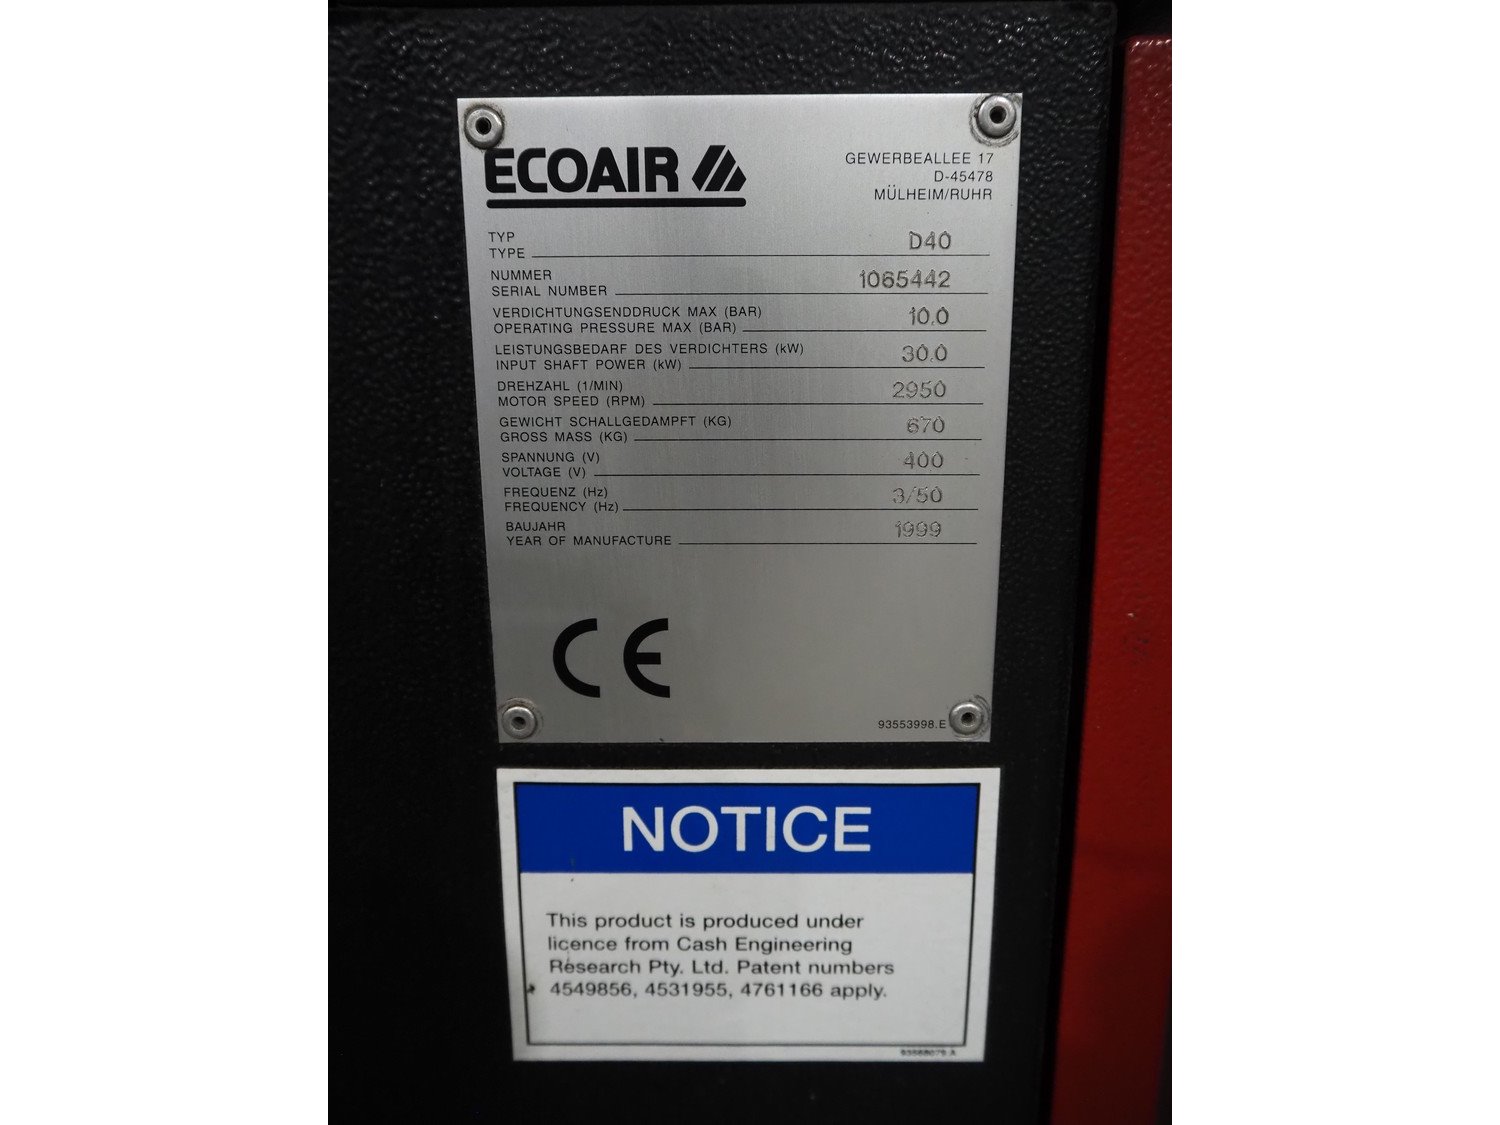 ECOAIR
GEWERBEALLEE 17
D-45478
MÜLHEIM/RUHR
TYP
TYPE D40
NUMMER
SERIAL NUMBER 1065442
VERDICHTUNGSENDDRUCK MAX (BAR)
OPERATING PRESSURE MAX (BAR) 10.0
LEISTUNGSBEDARF DES VERDICHTERS (kW)
INPUT SHAFT POWER (kW) 30.0
DREHZAHL (1/MIN)
MOTOR SPEED (RPM) 2950
GEWICHT SCHALLGEDAMPFT (KG)
GROSS MASS (KG) 670
SPANNUNG (V)
VOLTAGE (V) 400
FREQUENZ (Hz)
FREQUENCY (Hz) 3/50
BAUJAHR
YEAR OF MANUFACTURE 1999
CE
93553998.E
NOTICE
This product is produced under
licence from Cash Engineering
Research Pty. Ltd. Patent numbers
4549856, 4531955, 4761166 apply.